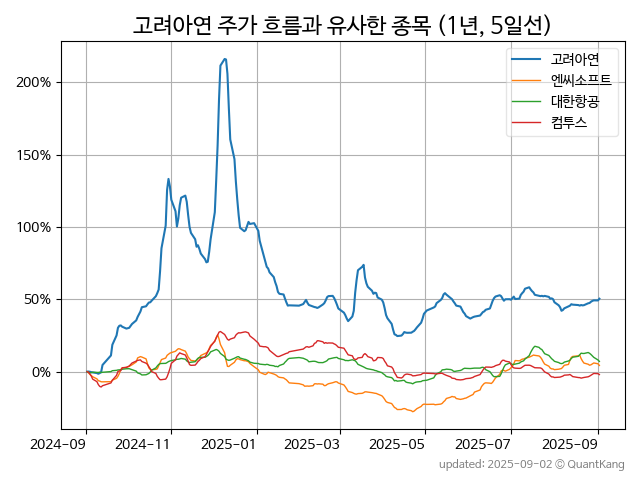 고려아연 주가 흐름과 유사한 종목 (1년, 5일선)
고려아연
엔씨소프트
대한항공
컴투스
200%
150%
100%
50%
0%
2024-09 2024-11 2025-01 2025-03 2025-05 2025-07 2025-09
updated: 2025-09-02 © QuantKang